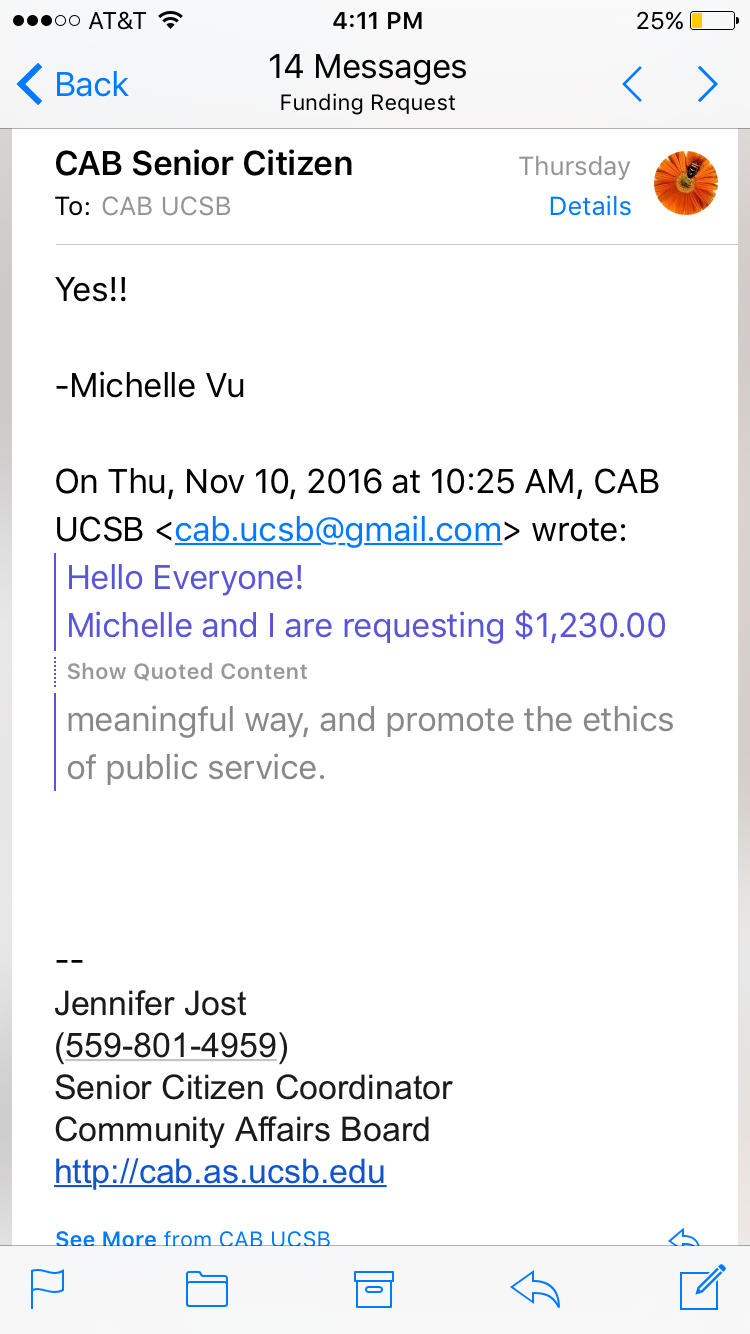 AT&T 4:11 PM 25%
Back 14 Messages
Funding Request
CAB Senior Citizen Thursday
To: CAB UCSB Details
Yes!!
-Michelle Vu
On Thu, Nov 10, 2016 at 10:25 AM, CAB
UCSB <cab.ucsb@gmail.com> wrote:
Hello Everyone!
Michelle and I are requesting $1,230.00
Show Quoted Content
meaningful way, and promote the ethics
of public service.
--
Jennifer Jost
(559-801-4959)
Senior Citizen Coordinator
Community Affairs Board
http://cab.as.ucsb.edu
See More from CAB UCSB